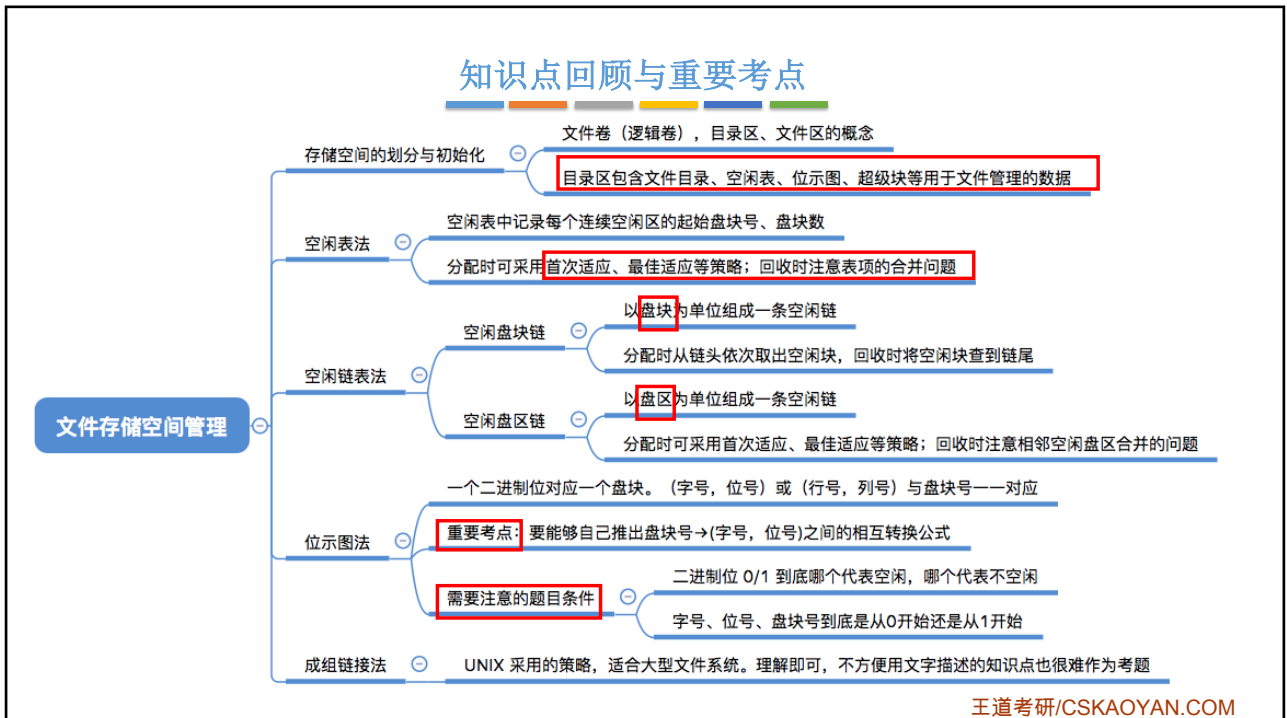 知识点回顾与重要考点
文件存储空间管理
存储空间的划分与初始化
文件卷（逻辑卷），目录区、文件区的概念
目录区包含文件目录、空闲表、位示图、超级块等用于文件管理的数据
空闲表法
空闲表中记录每个连续空闲区的起始盘块号、盘块数
分配时可采用首次适应、最佳适应等策略；回收时注意表项的合并问题
空闲链表法
空闲盘块链
以盘块为单位组成一条空闲链
分配时从链头依次取出空闲块，回收时将空闲块查到链尾
空闲盘区链
以盘区为单位组成一条空闲链
分配时可采用首次适应、最佳适应等策略；回收时注意相邻空闲盘区合并的问题
位示图法
一个二进制位对应一个盘块。（字号，位号）或（行号，列号）与盘块号一一对应
重要考点：要能够自己推出盘块号→(字号，位号)之间的相互转换公式
需要注意的题目条件
二进制位 0/1 到底哪个代表空闲，哪个代表不空闲
字号、位号、盘块号到底是从0开始还是从1开始
成组链接法
UNIX 采用的策略，适合大型文件系统。理解即可，不方便用文字描述的知识点也很难作为考题
王道考研/CSKAOYAN.COM